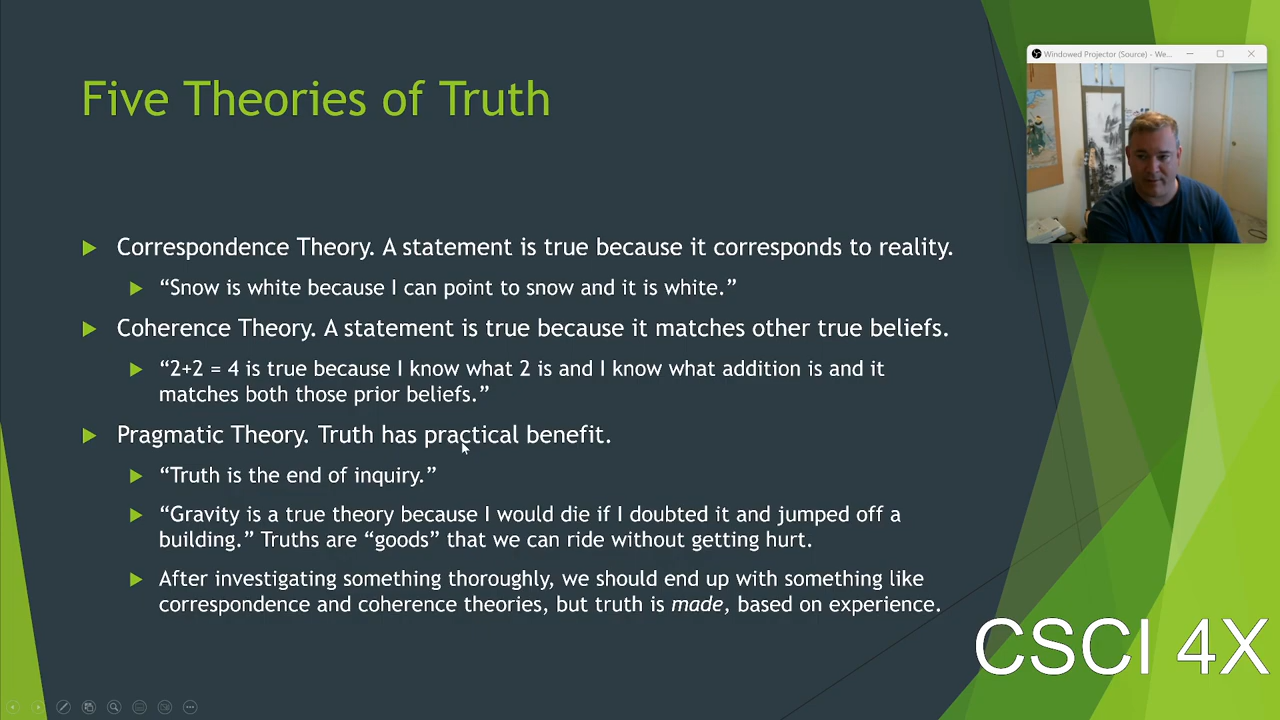 Five Theories of Truth
Windowed Projector (Source) - We...
Correspondence Theory. A statement is true because it corresponds to reality.
“Snow is white because I can point to snow and it is white.”
Coherence Theory. A statement is true because it matches other true beliefs.
“2+2 = 4 is true because I know what 2 is and I know what addition is and it
matches both those prior beliefs.”
Pragmatic Theory. Truth has practical benefit.
“Truth is the end of inquiry.”
“Gravity is a true theory because I would die if I doubted it and jumped off a
building.” Truths are “goods” that we can ride without getting hurt.
After investigating something thoroughly, we should end up with something like
correspondence and coherence theories, but truth is made, based on experience.
CSCI 4X